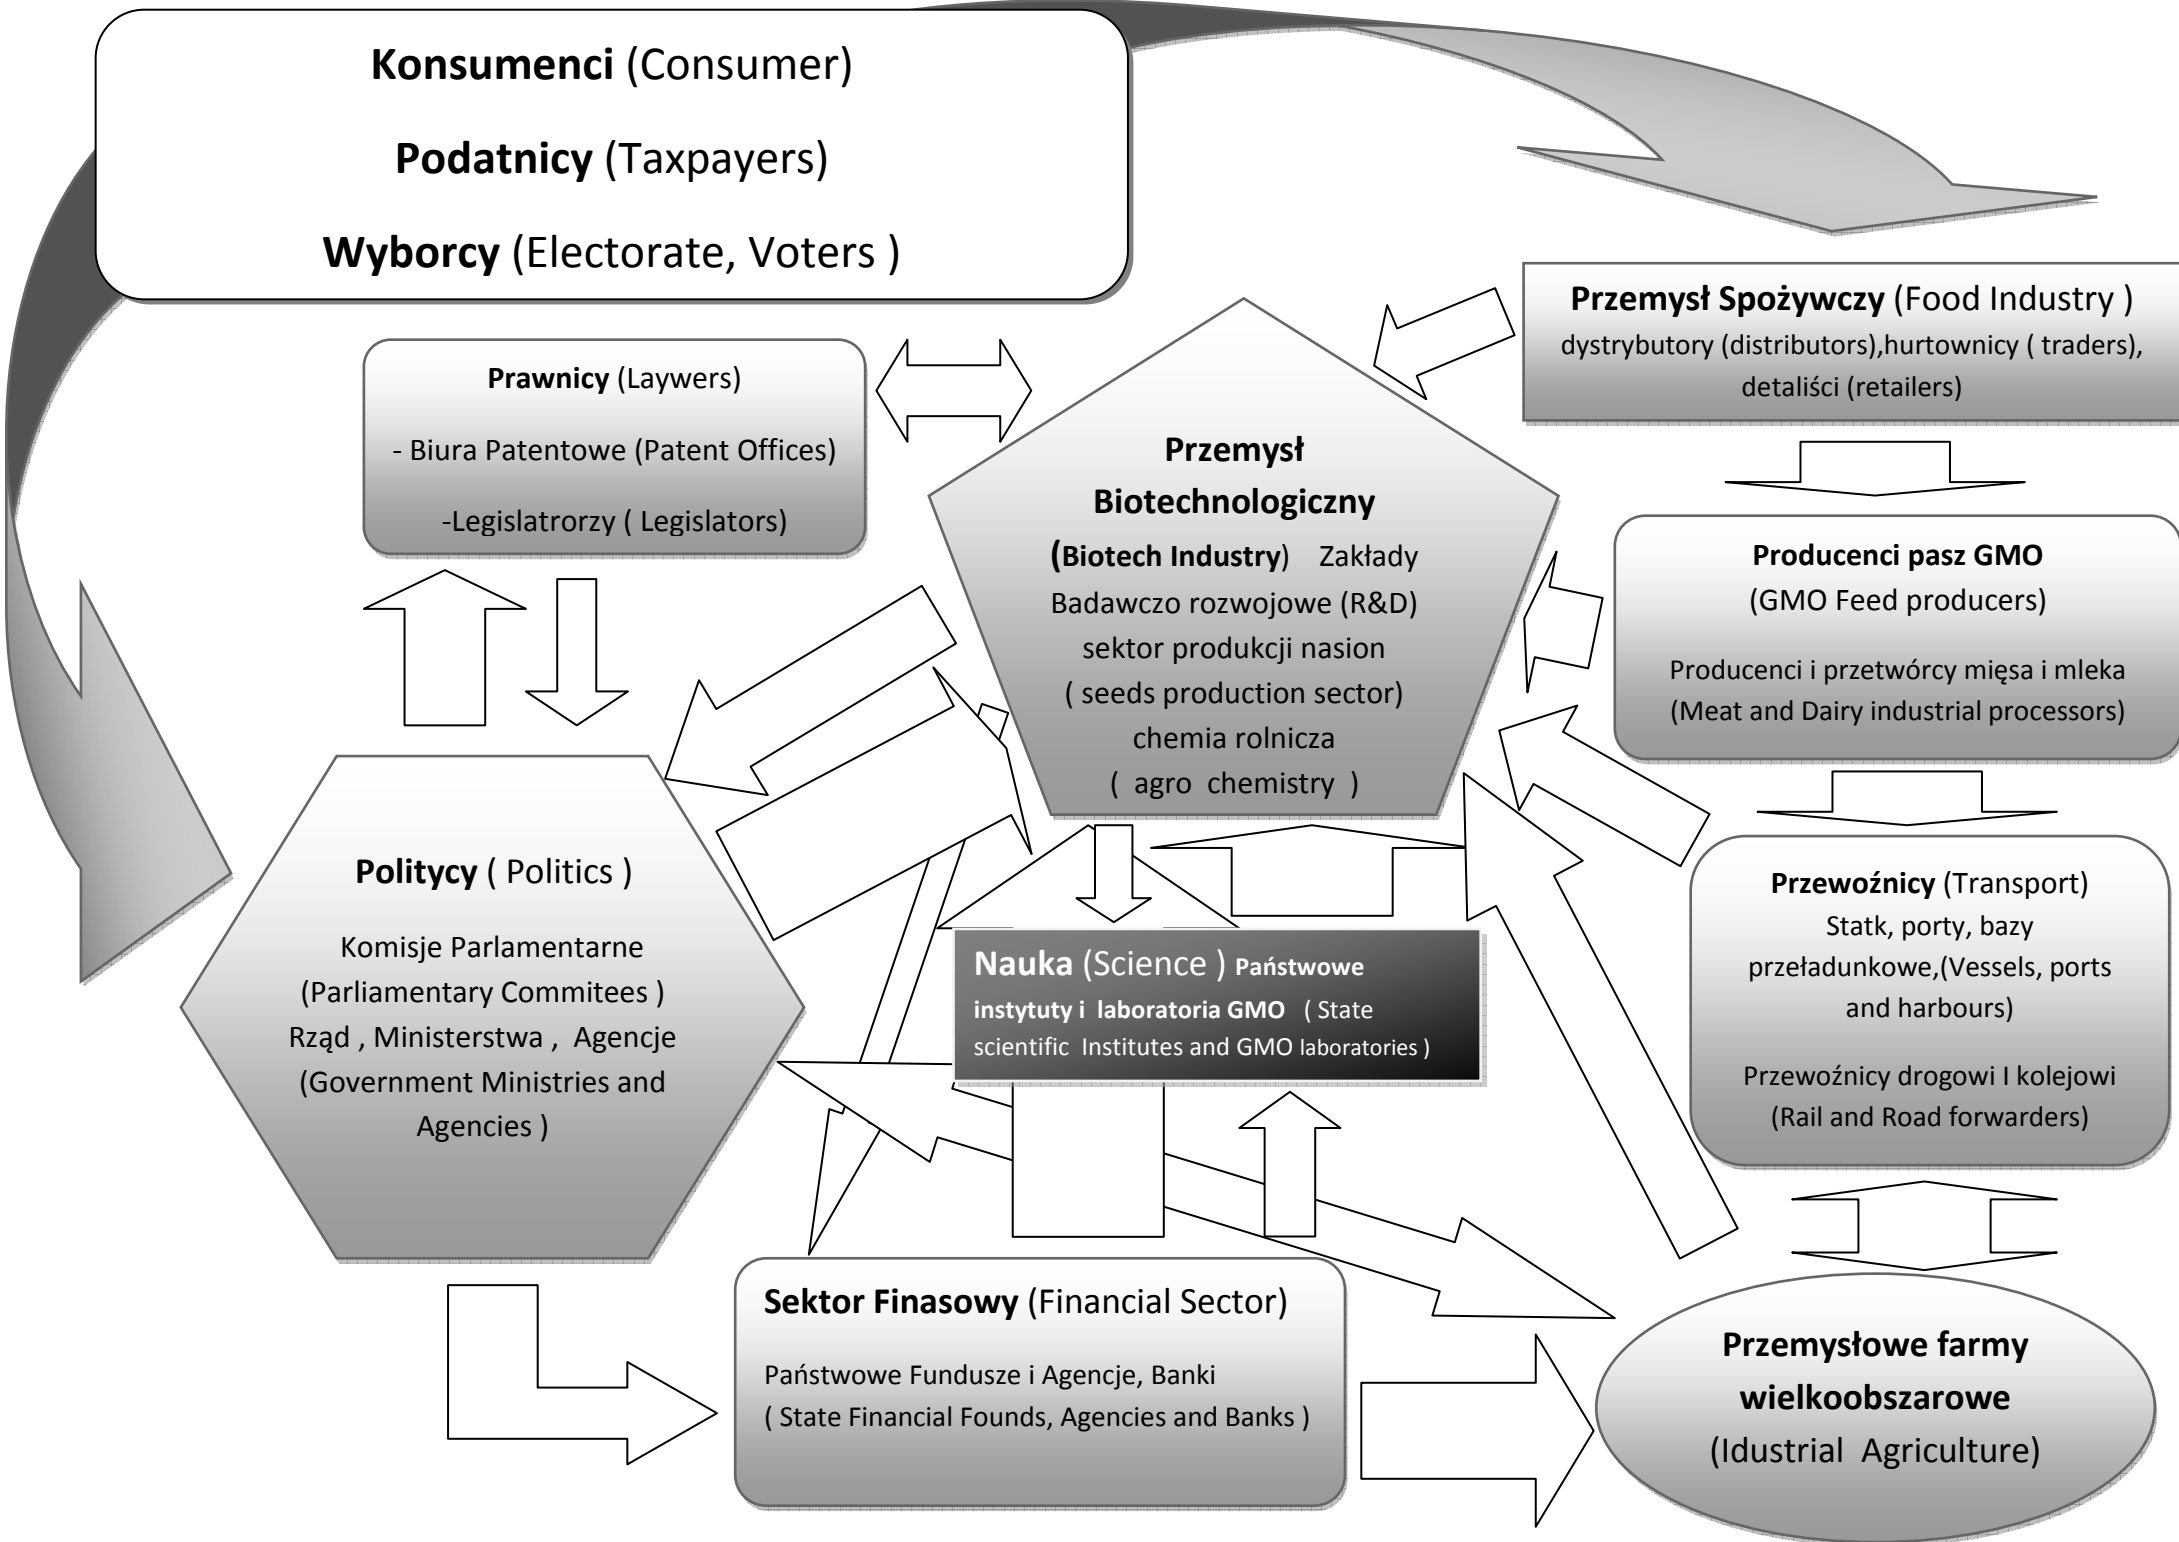 Konsumenci (Consumer)
Podatnicy (Taxpayers)
Wyborcy (Electorate, Voters )
Przemysł Spożywczy (Food Industry )
dystrybutory (distributors),hurtownicy ( traders),
detaliści (retailers)
Prawnicy (Laywers)
- Biura Patentowe (Patent Offices)
-Legislatrorzy ( Legislators)
Przemysł
Biotechnologiczny
(Biotech Industry) Zakłady
Badawczo rozwojowe (R&D)
sektor produkcji nasion
( seeds production sector)
chemia rolnicza
( agro chemistry )
Producenci pasz GMO
(GMO Feed producers)
Producenci i przetwórcy mięsa i mleka
(Meat and Dairy industrial processors)
Politycy ( Politics )
Komisje Parlamentarne
(Parliamentary Commitees )
Rząd , Ministerstwa , Agencje
(Government Ministries and
Agencies )
Nauka (Science ) Państwowe
instytuty i laboratoria GMO ( State
scientific Institutes and GMO laboratories )
Przewoźnicy (Transport)
Statk, porty, bazy
przeładunkowe,(Vessels, ports
and harbours)
Przewoźnicy drogowi I kolejowi
(Rail and Road forwarders)
Sektor Finasowy (Financial Sector)
Państwowe Fundusze i Agencje, Banki
( State Financial Founds, Agencies and Banks )
Przemysłowe farmy
wielkoobszarowe
(Idustrial Agriculture)